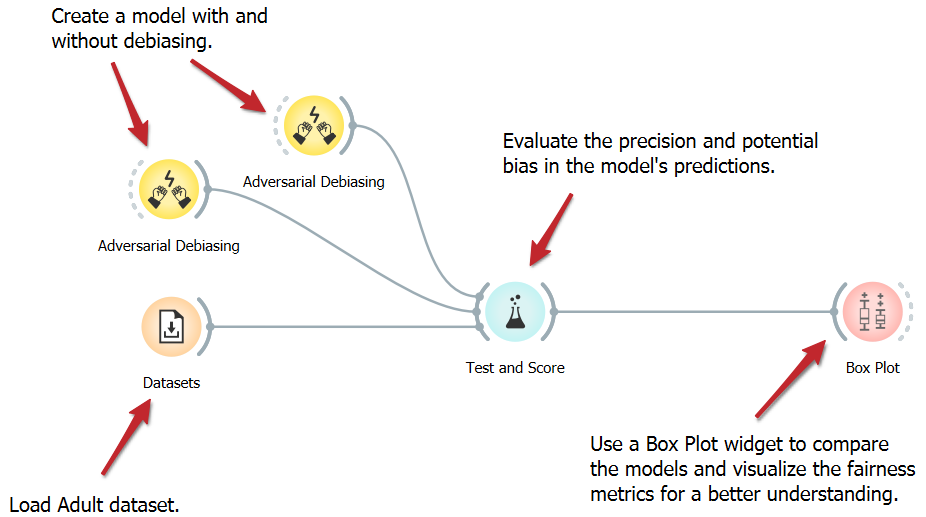 Create a model with and
without debiasing.
Adversarial Debiasing
Evaluate the precision and potential
bias in the model's predictions.
Adversarial Debiasing
Datasets
Test and Score
Box Plot
Use a Box Plot widget to compare
the models and visualize the fairness
metrics for a better understanding.
Load Adult dataset.